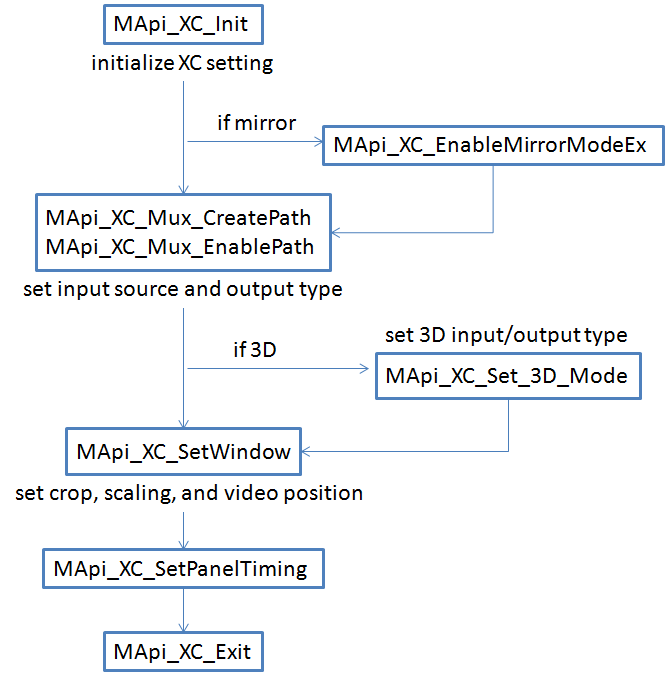 MApi_XC_Init
initialize XC setting
if mirror
MApi_XC_EnableMirrorModeEx
MApi_XC_Mux_CreatePath
MApi_XC_Mux_EnablePath
set input source and output type
set 3D input/output type
if 3D
MApi_XC_Set_3D_Mode
MApi_XC_SetWindow
set crop, scaling, and video position
MApi_XC_SetPanelTiming
MApi_XC_Exit